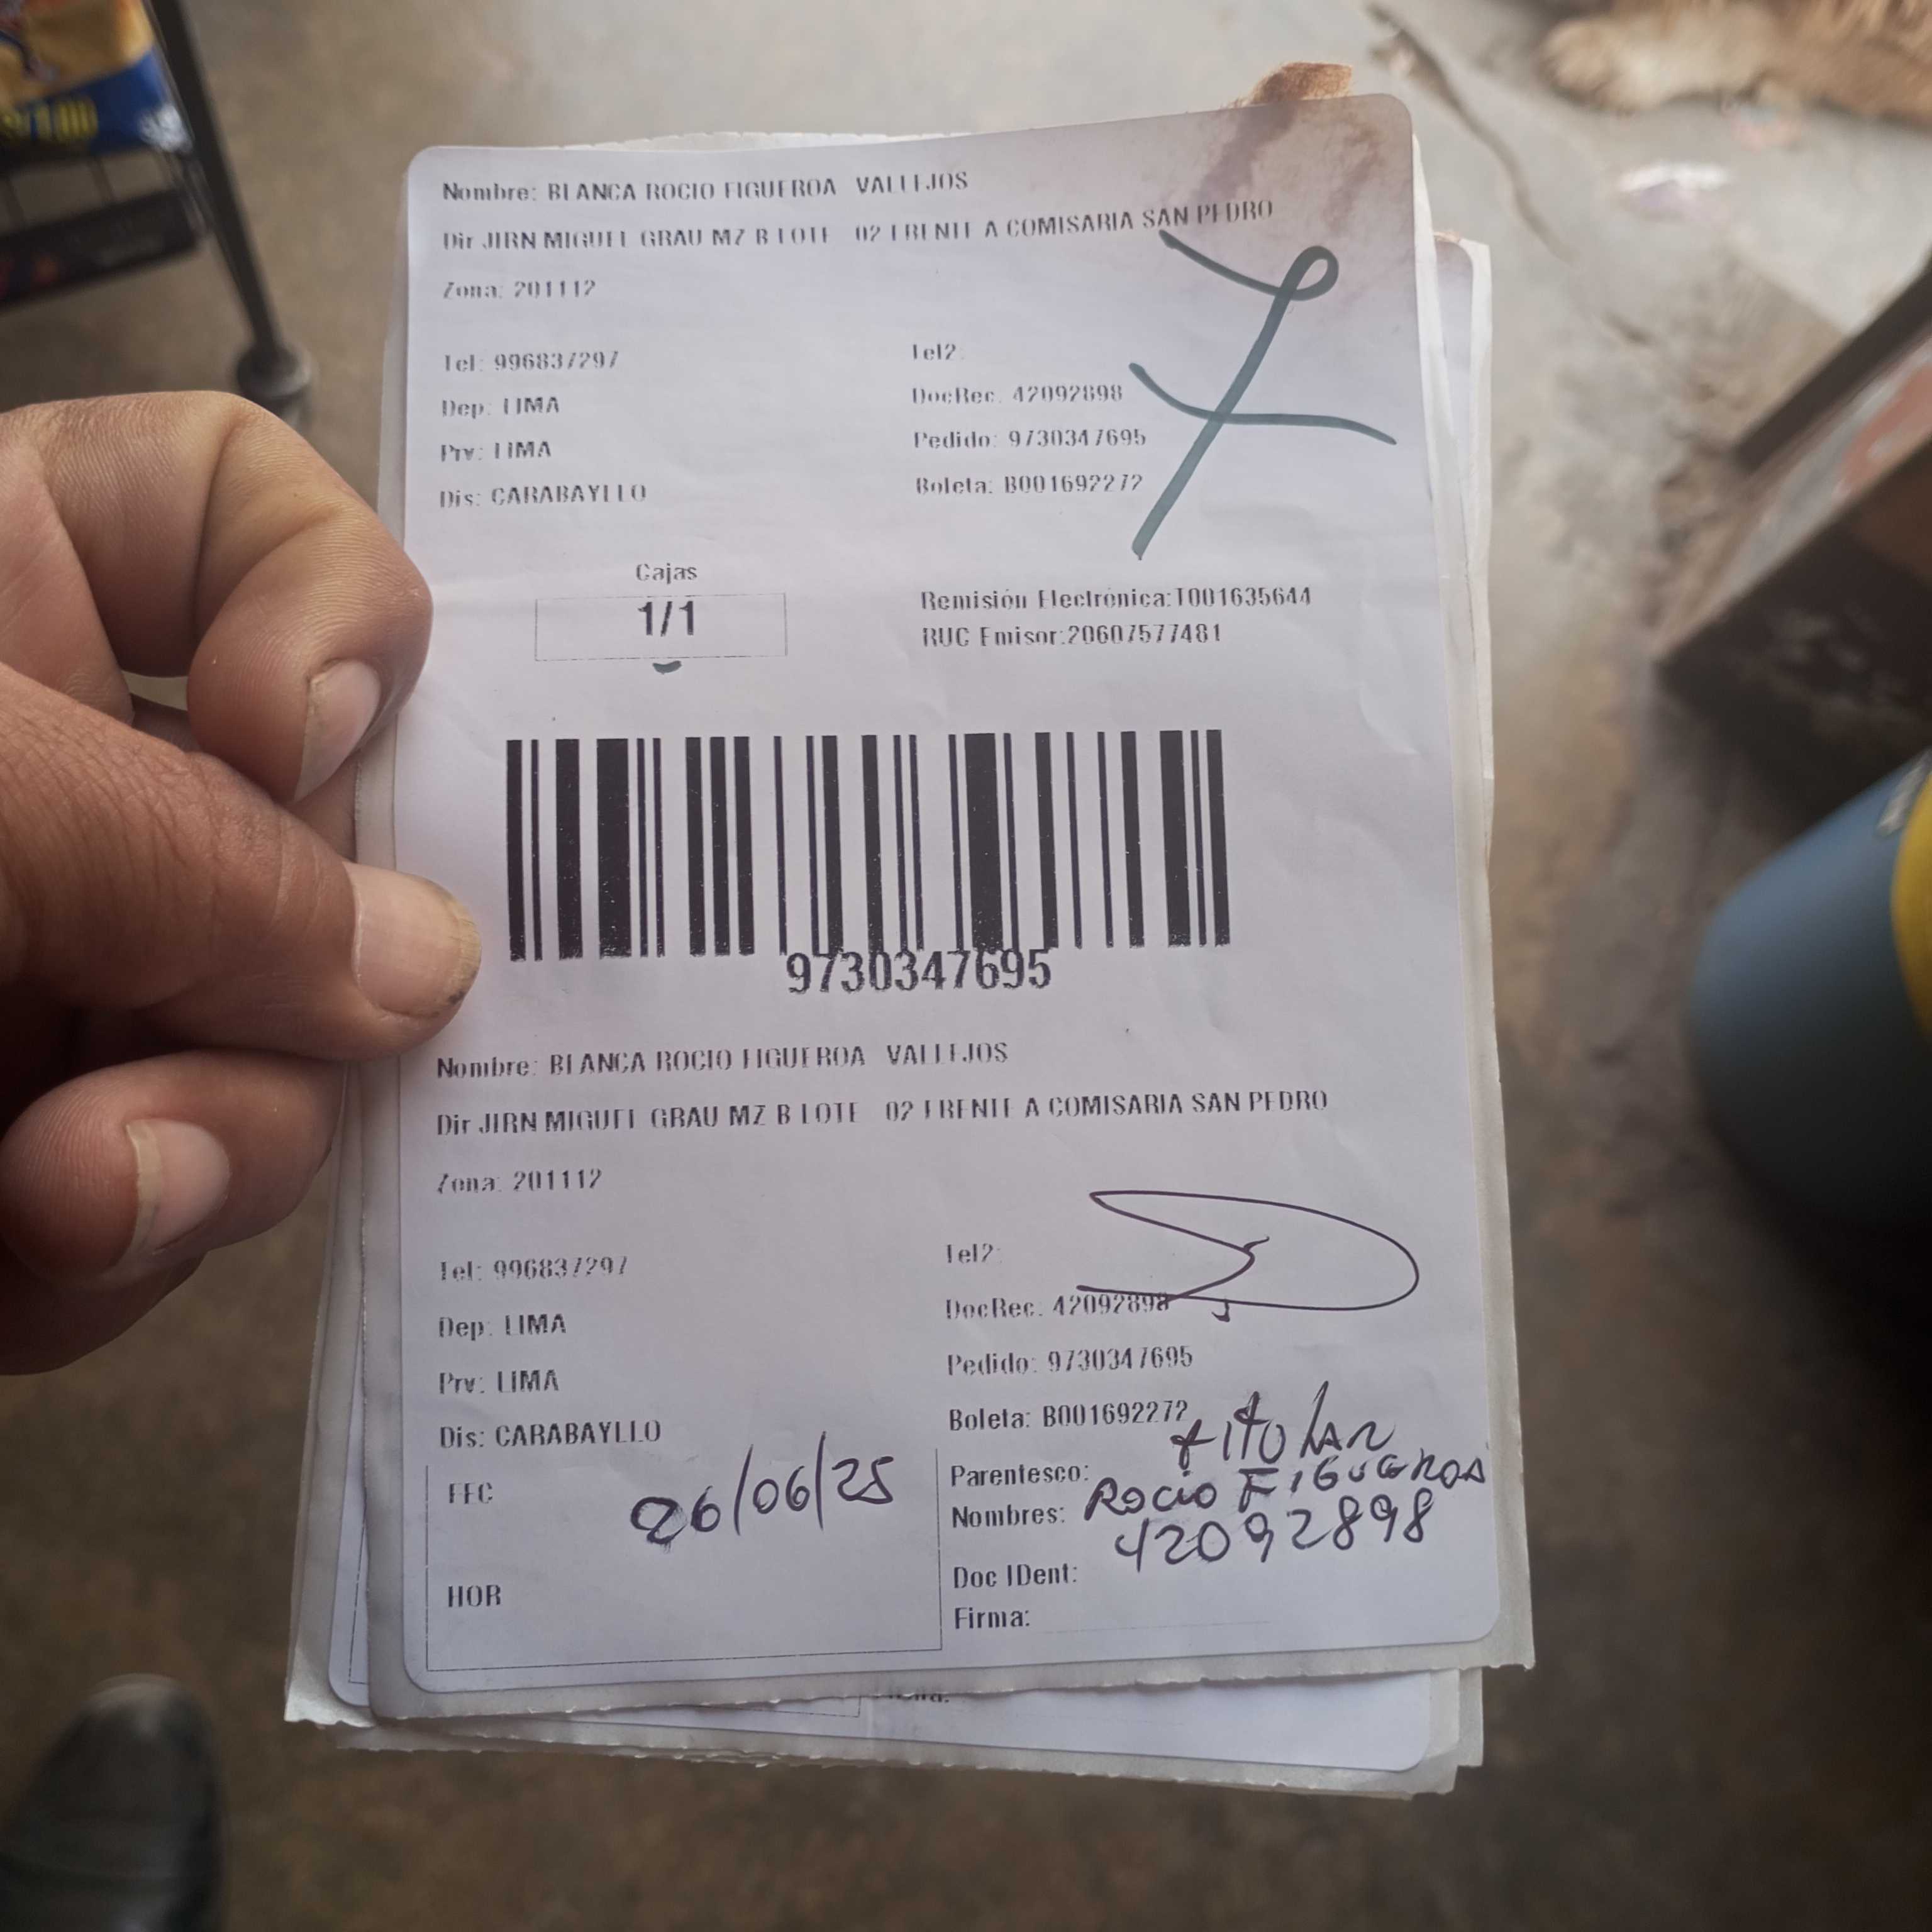 S/1.00
Nombre: BLANCA ROCIO FIGUEROA VALLEJOS
Dir JIRN MIGUEL GRAU MZ B LOTE 02 FRENTE A COMISARIA SAN PEDRO
Zona: 201112
Tel: 996837297
Tel2:
Dep: LIMA
DocRec: 42092898
Prv: LIMA
Pedido: 9730347695
Dis: CARABAYLLO
Boleta: B001692272
7
Cajas
1/1
Remisión Electrónica:T001635644
RUC Emisor:20607577481
9730347695
Nombre: BLANCA ROCIO FIGUEROA VALLEJOS
Dir JIRN MIGUEL GRAU MZ B LOTE 02 FRENTE A COMISARIA SAN PEDRO
Zona: 201112
Tel: 996837297
Tel2:
Dep: LIMA
DocRec: 42092898
Prv: LIMA
Pedido: 9730347695
Dis: CARABAYLLO
Boleta: B001692272
FEC 26/06/25
Parentesco: titular
Nombres: Rocio FIGUEROA
Doc IDent: 42092898
HOR
Firma: